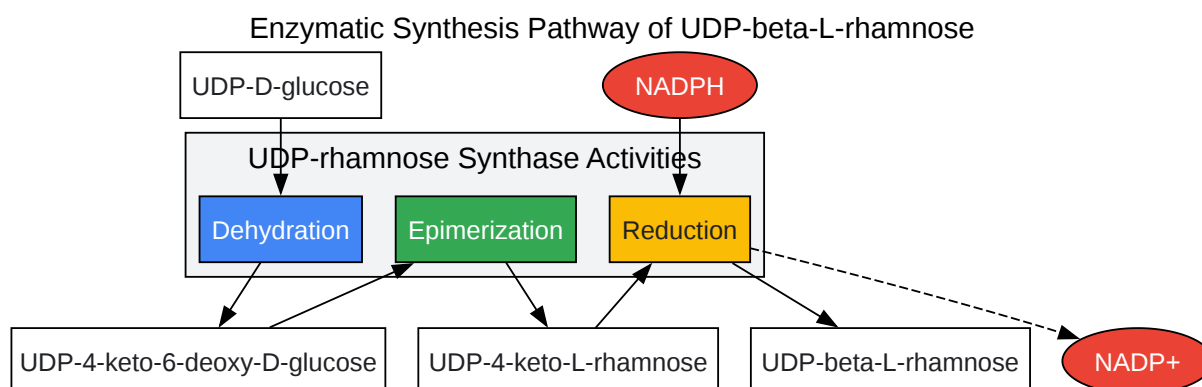 Enzymatic Synthesis Pathway of UDP-beta-L-rhamnose
UDP-D-glucose
NADPH
UDP-rhamnose Synthase Activities
Dehydration
Epimerization
Reduction
UDP-4-keto-6-deoxy-D-glucose
UDP-4-keto-L-rhamnose
UDP-beta-L-rhamnose
NADP+